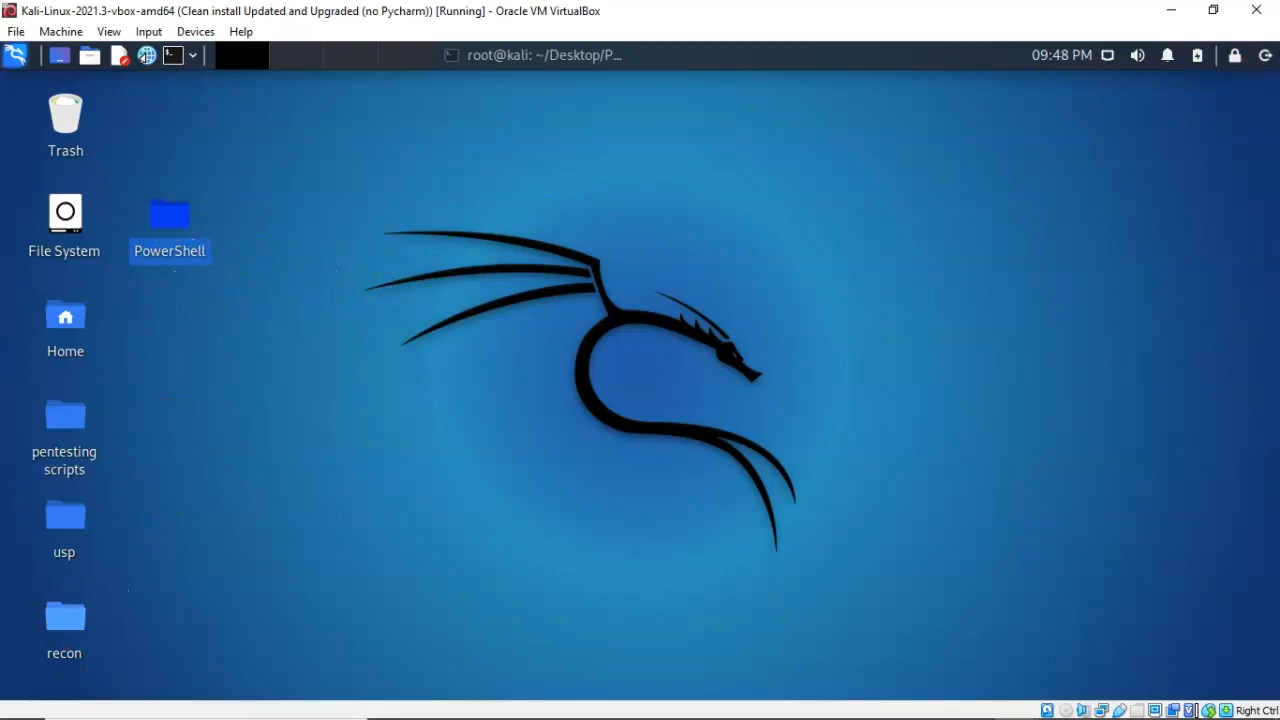 Kali-Linux-2021.3-vbox-amd64 (Clean install Updated and Upgraded (no Pycharm)) [Running] - Oracle VM VirtualBox
File Machine View Input Devices Help
root@kali: ~/Desktop/P... 09:48 PM
Trash
File System PowerShell
Home
pentesting
scripts
usp
recon
Right Ctrl